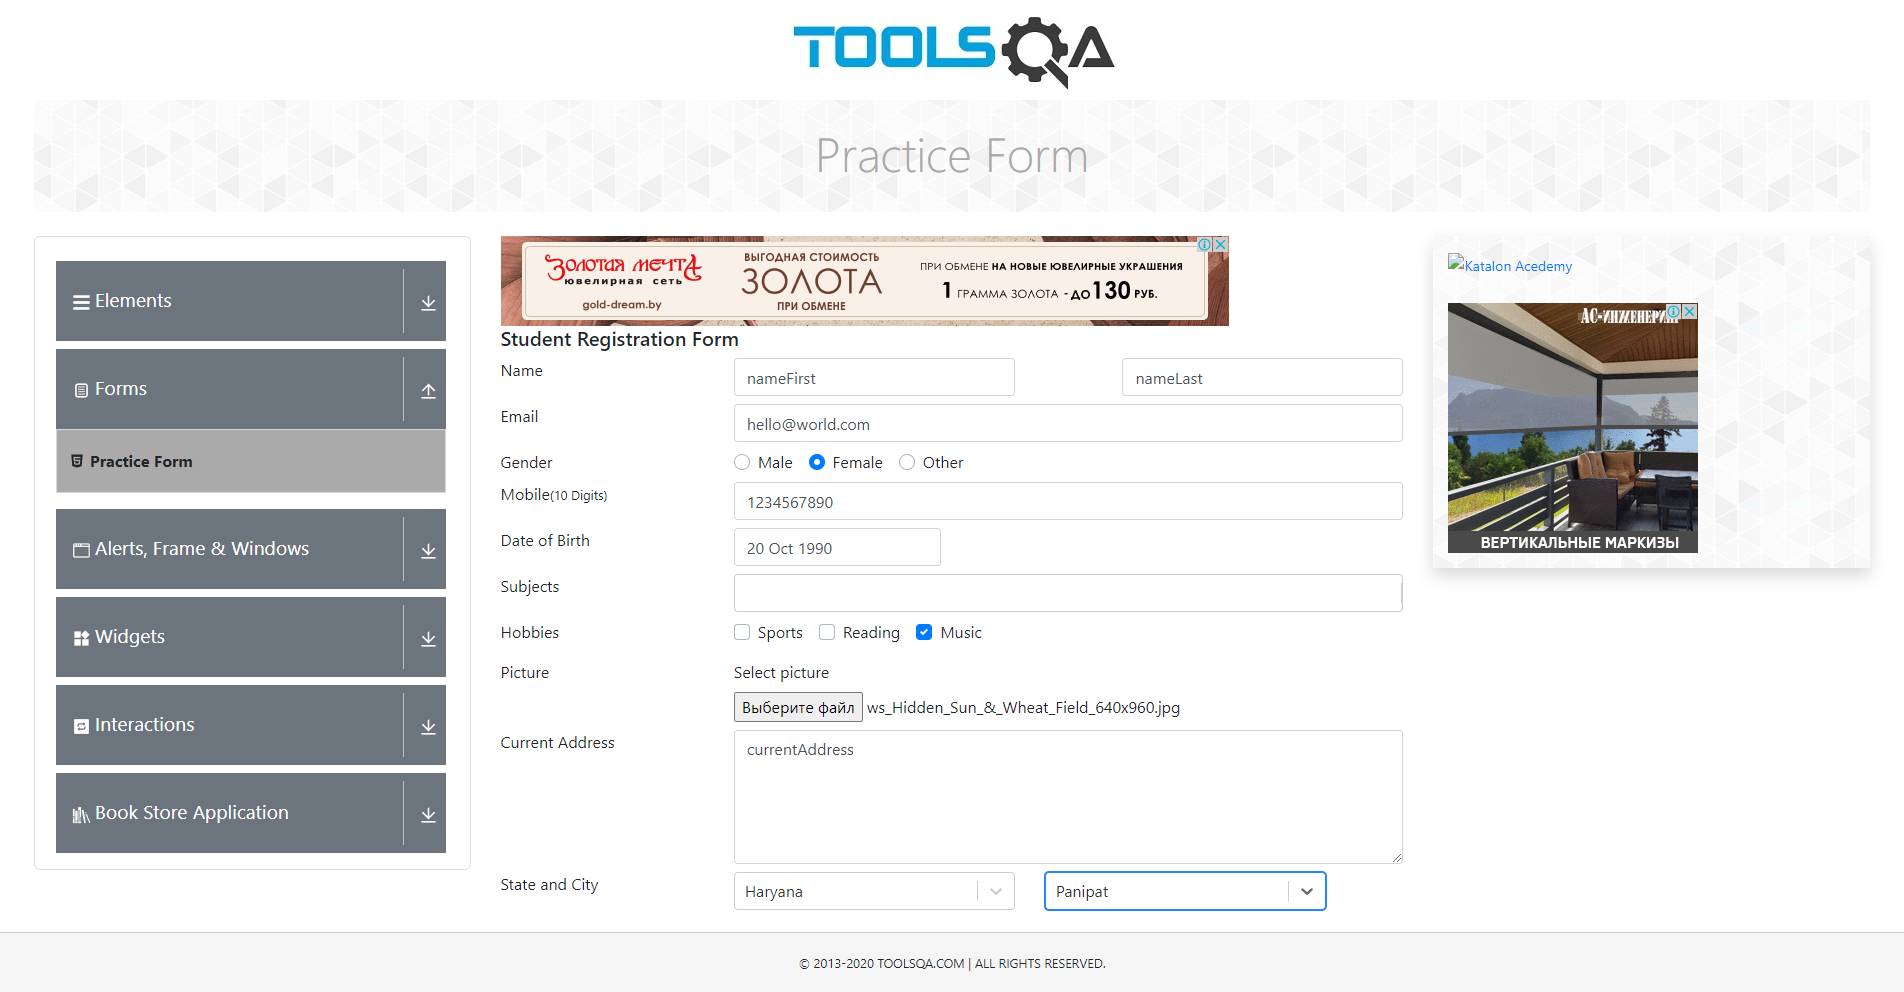 TOOLSQA
Practice Form
Elements
Forms
Practice Form
Alerts, Frame & Windows
Widgets
Interactions
Book Store Application
ЗОЛОТАЯ МЕЧТА
ювелирная сеть
gold-dream.by
ВЫГОДНАЯ СТОИМОСТЬ
ЗОЛОТА
ПРИ ОБМЕНЕ
ПРИ ОБМЕНЕ НА НОВЫЕ ЮВЕЛИРНЫЕ УКРАШЕНИЯ
1 ГРАММА ЗОЛОТА - ДО 130 РУБ.
Student Registration Form
Name nameFirst nameLast
Email hello@world.com
Gender Male Female Other
Mobile(10 Digits) 1234567890
Date of Birth 20 Oct 1990
Subjects
Hobbies Sports Reading Music
Picture Select picture
Выберите файл ws_Hidden_Sun_&_Wheat_Field_640x960.jpg
Current Address currentAddress
State and City Haryana Panipat
Katalon Acedemy
АС-ИНЖЕНЕРИНГ
ВЕРТИКАЛЬНЫЕ МАРКИЗЫ
© 2013-2020 TOOLSQA.COM | ALL RIGHTS RESERVED.